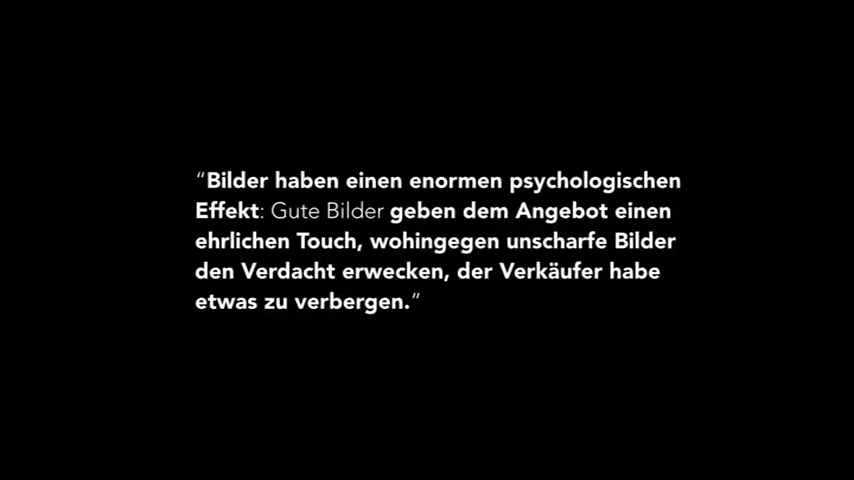 “Bilder haben einen enormen psychologischen
Effekt: Gute Bilder geben dem Angebot einen
ehrlichen Touch, wohingegen unscharfe Bilder
den Verdacht erwecken, der Verkäufer habe
etwas zu verbergen.”